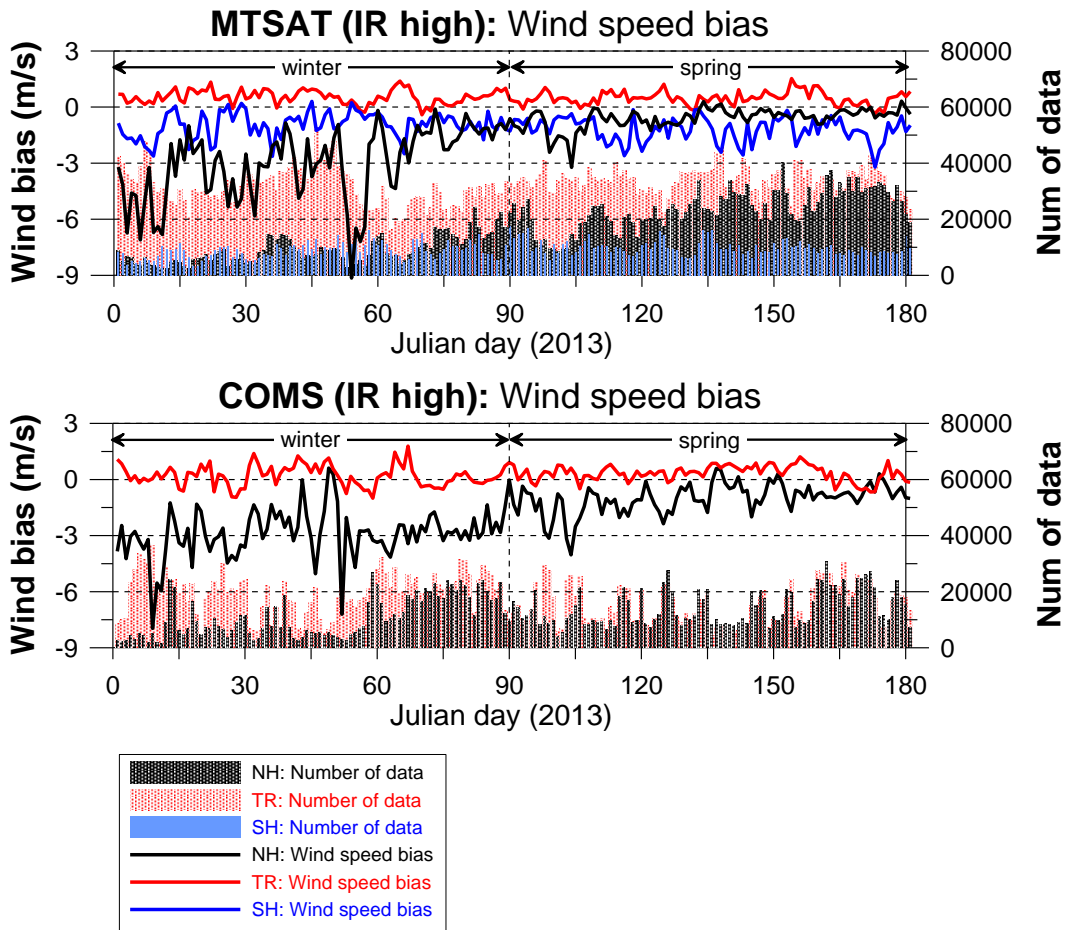 MTSAT (IR high): Wind speed bias
Wind bias (m/s)
3
0
-3
-6
-9
winter
spring
80000
60000
40000
20000
0
Num of data
0 30 60 90 120 150 180
Julian day (2013)
COMS (IR high): Wind speed bias
Wind bias (m/s)
3
0
-3
-6
-9
winter
spring
80000
60000
40000
20000
0
Num of data
0 30 60 90 120 150 180
Julian day (2013)
NH: Number of data
TR: Number of data
SH: Number of data
NH: Wind speed bias
TR: Wind speed bias
SH: Wind speed bias